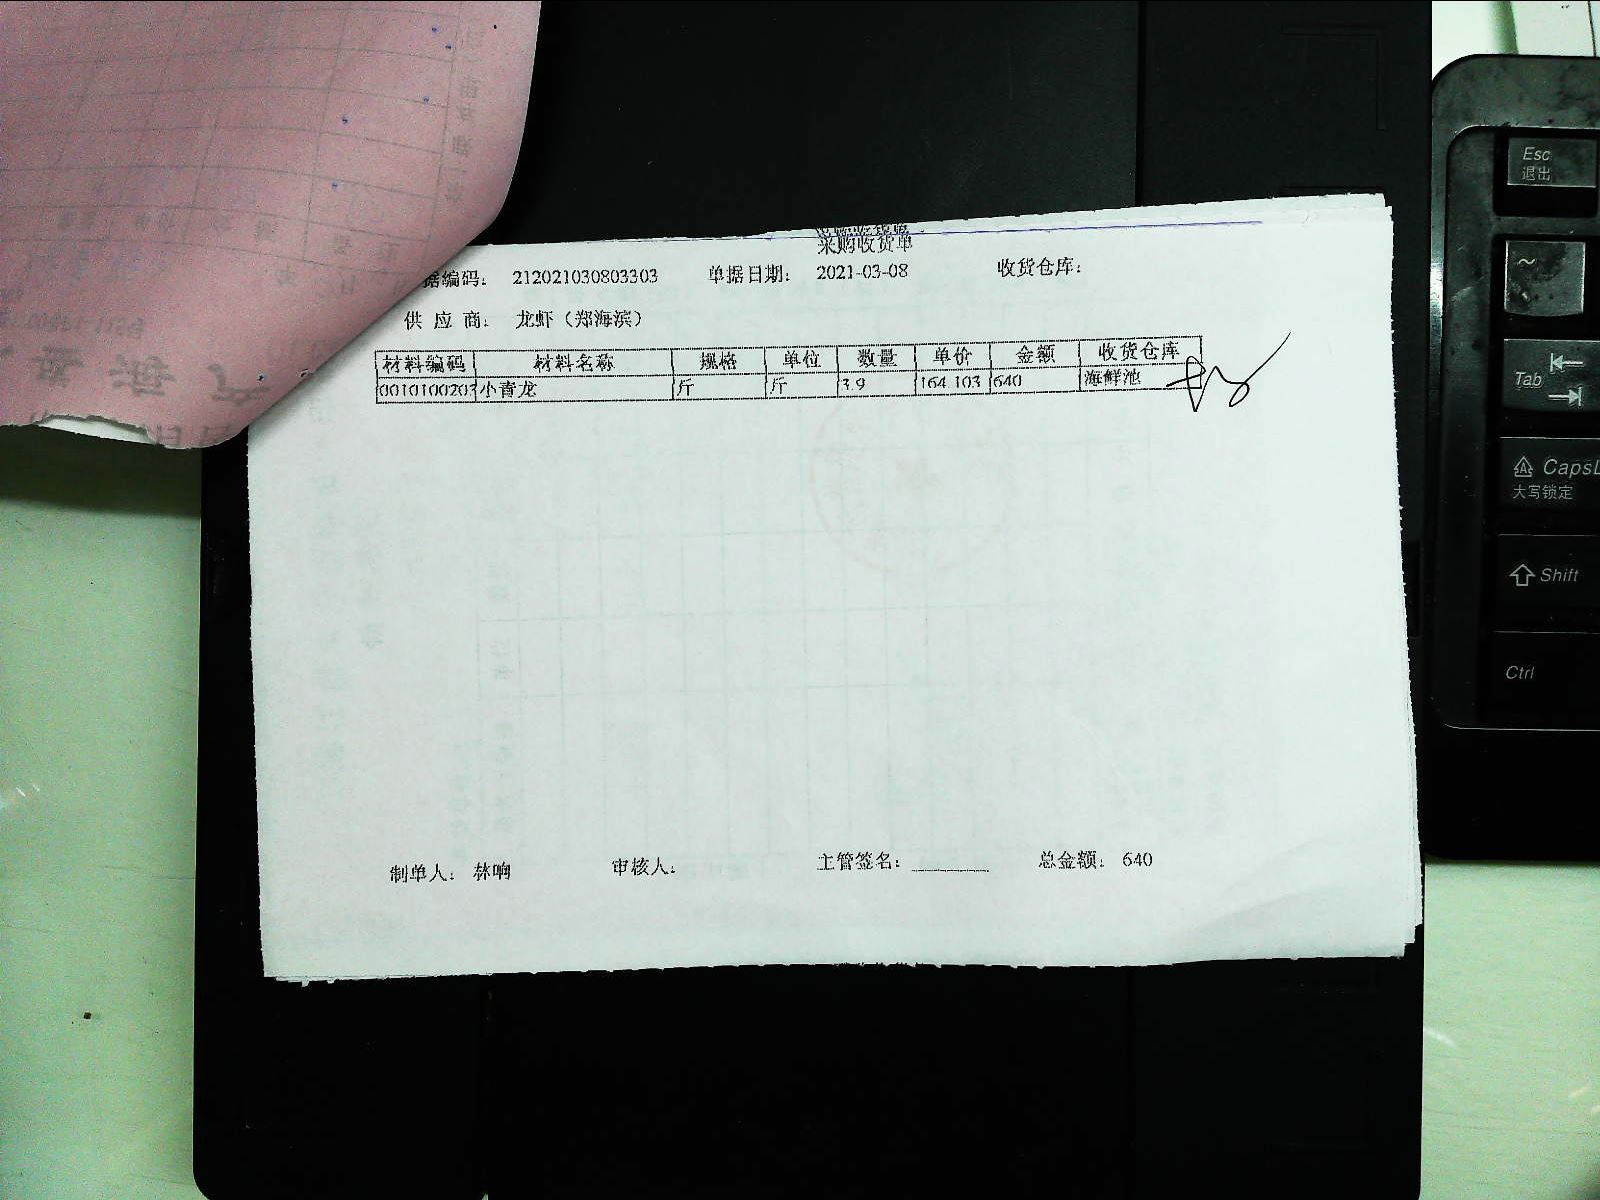 采购收货单
据编码： 212021030803303 单据日期： 2021-03-08 收货仓库：
供 应 商： 龙虾（郑海滨）
材料编码 材料名称 规格 单位 数量 单价 金额 收货仓库
0010100203 小青龙 斤 斤 3.9 164.103 640 海鲜池
制单人： 林响 审核人： 主管签名： 总金额： 640
Esc
退出
~
Tab
CapsL
大写锁定
Shift
Ctrl